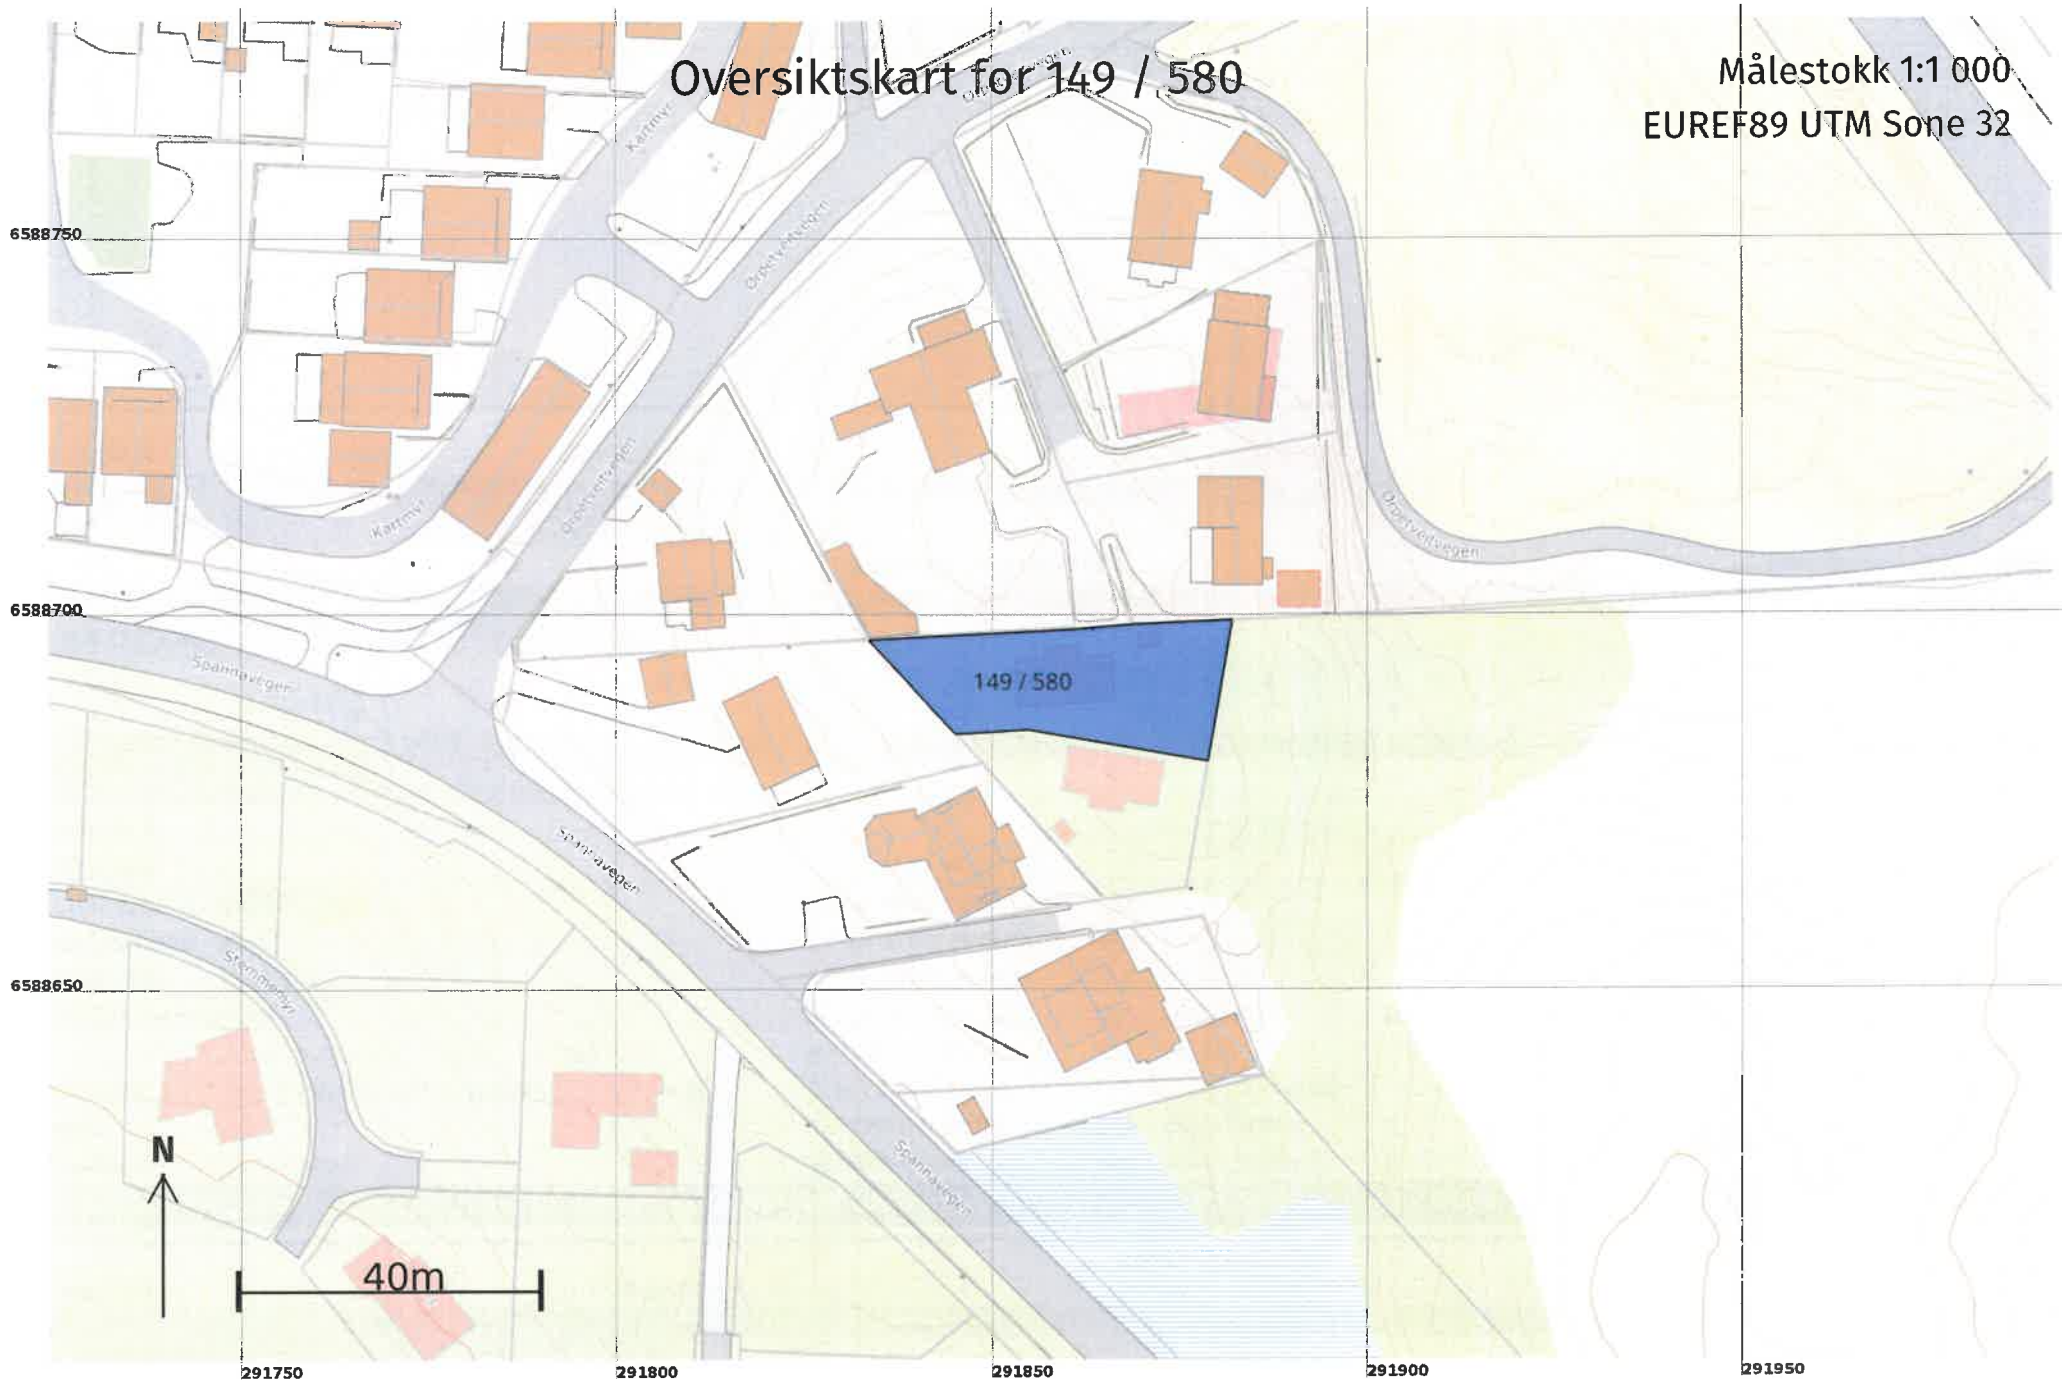 Oversiktskart for 149 / 580
Målestokk 1:1 000
EUREF89 UTM Sone 32
Kartmyr
Orpetveitvegen
Orpetveitvegen
6588750
Orpetveitvegen
Kartmyr
Orpetveitvegen
6588700
Spannavegen
149 / 580
Spannavegen
6588650
Stemmemyr
N
Spannavegen
40m
291750
291800
291850
291900
291950